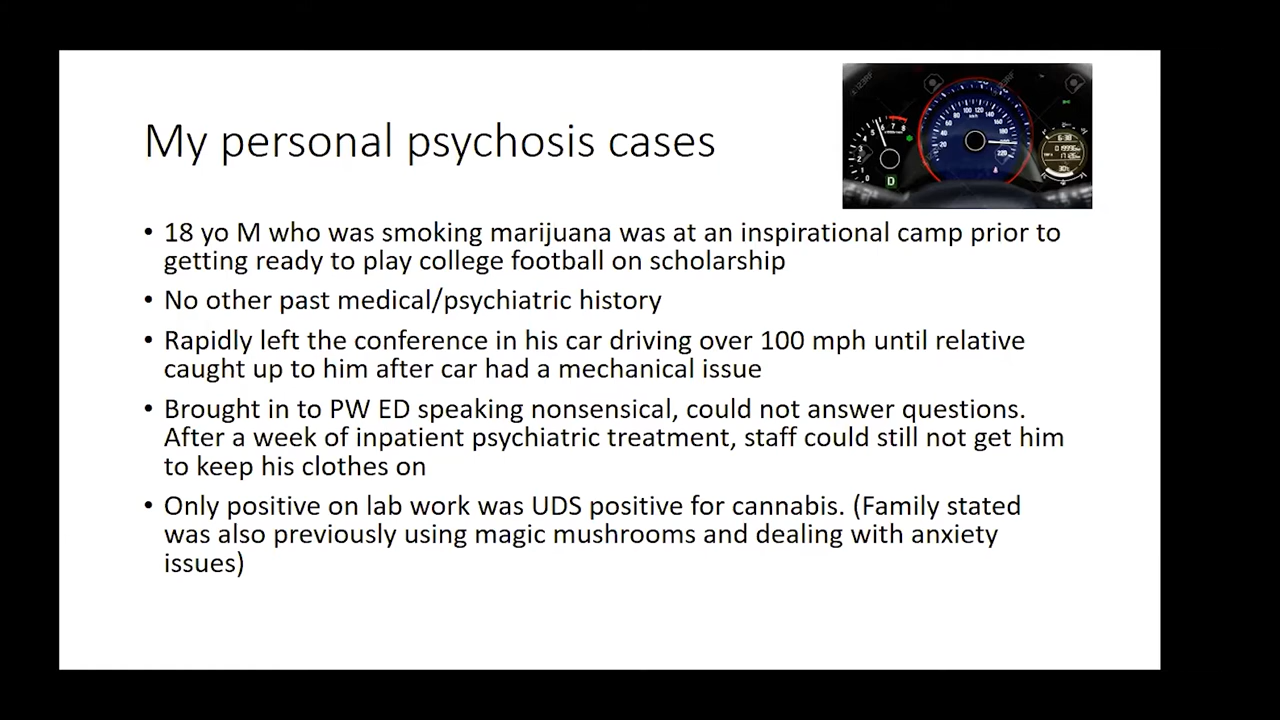 My personal psychosis cases
• 18 yo M who was smoking marijuana was at an inspirational camp prior to
getting ready to play college football on scholarship
• No other past medical/psychiatric history
• Rapidly left the conference in his car driving over 100 mph until relative
caught up to him after car had a mechanical issue
• Brought in to PW ED speaking nonsensical, could not answer questions.
After a week of inpatient psychiatric treatment, staff could still not get him
to keep his clothes on
• Only positive on lab work was UDS positive for cannabis. (Family stated
was also previously using magic mushrooms and dealing with anxiety
issues)